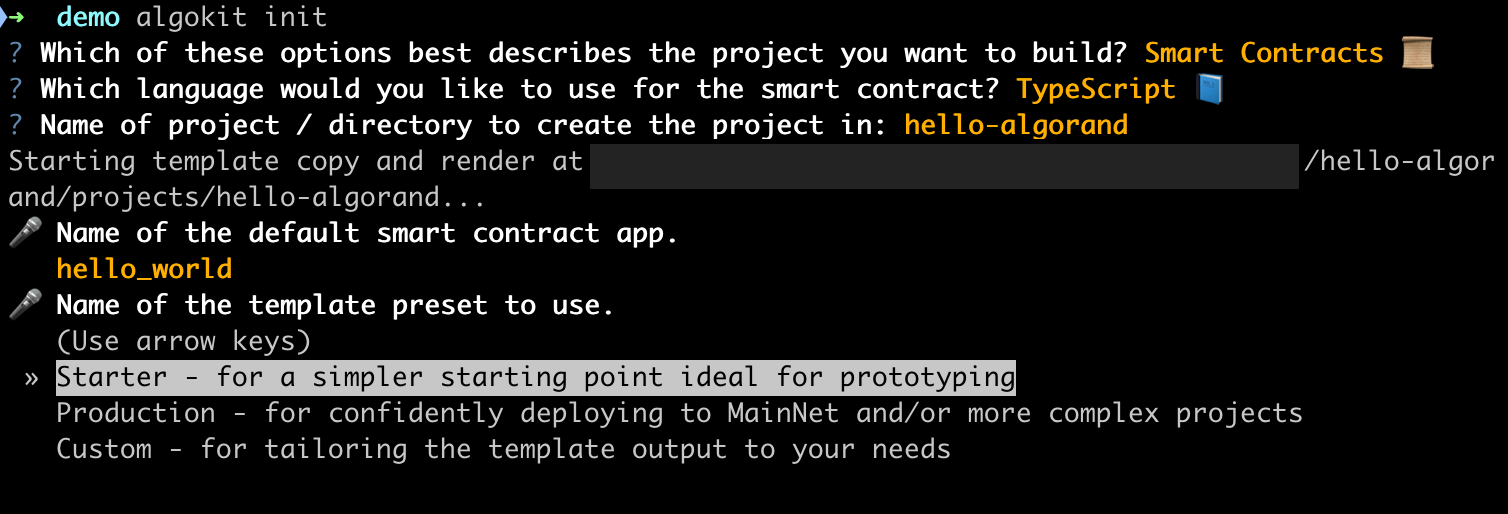 ➜ demo algokit init
? Which of these options best describes the project you want to build? Smart Contracts 📜
? Which language would you like to use for the smart contract? TypeScript 📘
? Name of project / directory to create the project in: hello-algorand
Starting template copy and render at /hello-algor
and/projects/hello-algorand...
🎤 Name of the default smart contract app.
hello_world
🎤 Name of the template preset to use.
(Use arrow keys)
» Starter - for a simpler starting point ideal for prototyping
Production - for confidently deploying to MainNet and/or more complex projects
Custom - for tailoring the template output to your needs